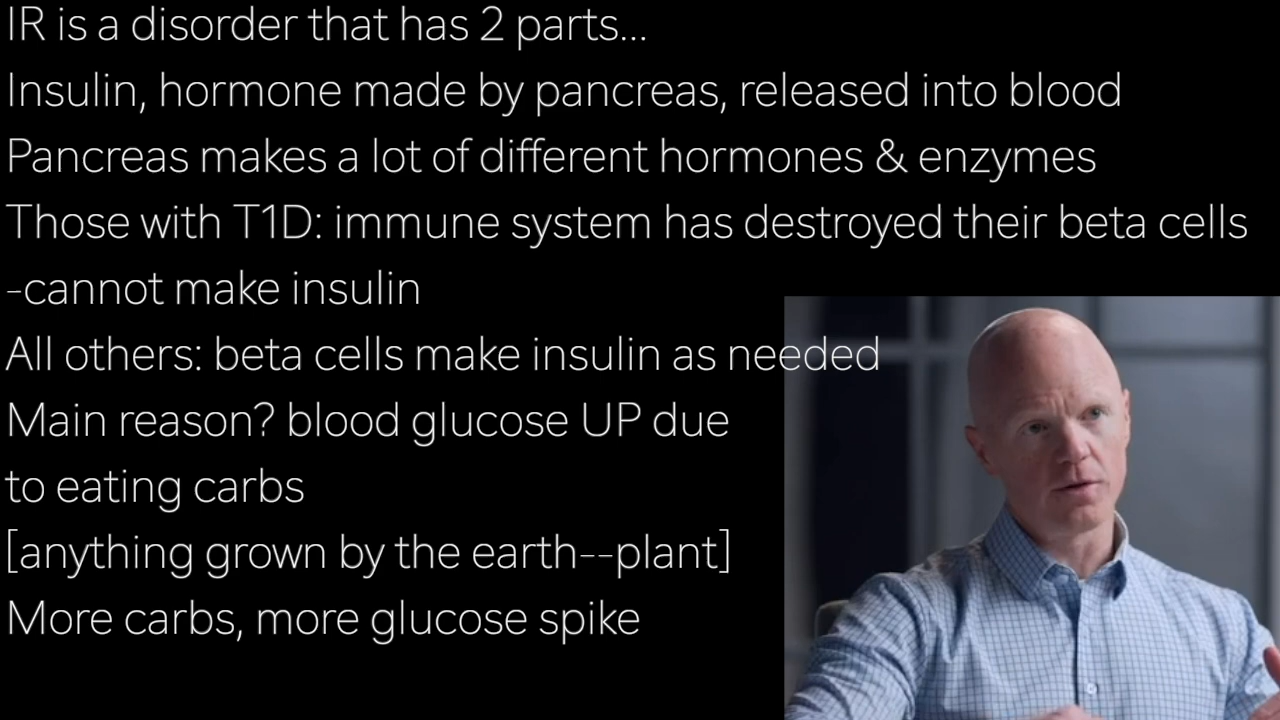 IR is a disorder that has 2 parts...
Insulin, hormone made by pancreas, released into blood
Pancreas makes a lot of different hormones & enzymes
Those with T1D: immune system has destroyed their beta cells
-cannot make insulin
All others: beta cells make insulin as needed
Main reason? blood glucose UP due
to eating carbs
[anything grown by the earth--plant]
More carbs, more glucose spike